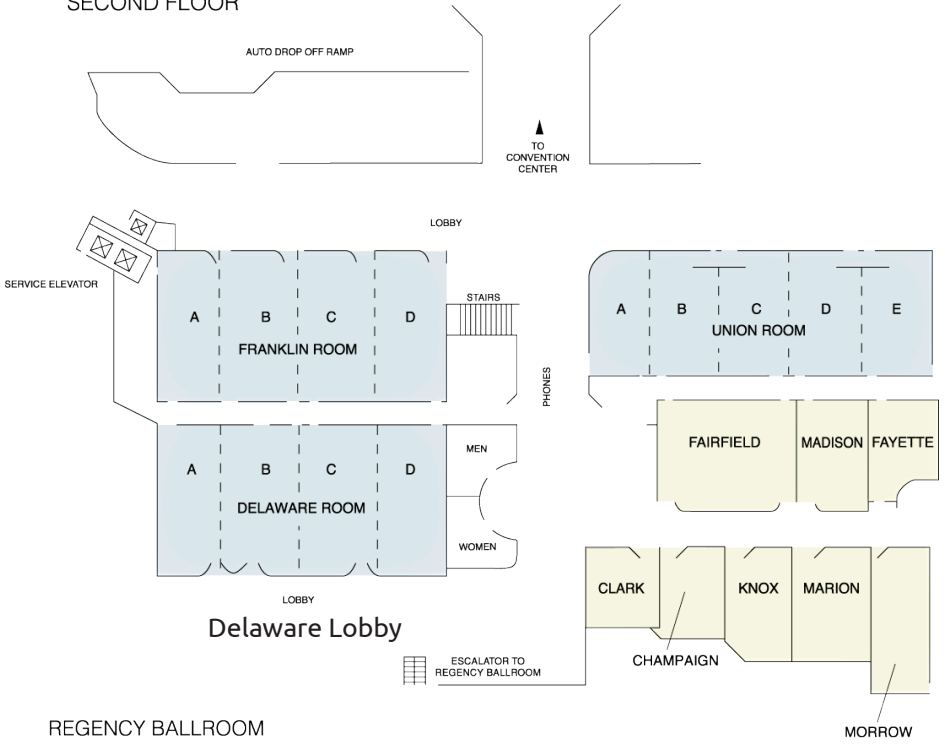 SECOND FLOOR
AUTO DROP OFF RAMP
TO
CONVENTION
CENTER
LOBBY
SERVICE ELEVATOR
STAIRS
A B C D
FRANKLIN ROOM
A B C D E
UNION ROOM
PHONES
FAIRFIELD
MADISON
FAYETTE
MEN
A B C D
DELAWARE ROOM
WOMEN
CLARK
KNOX
MARION
LOBBY
Delaware Lobby
CHAMPAIGN
ESCALATOR TO
REGENCY BALLROOM
REGENCY BALLROOM
MORROW